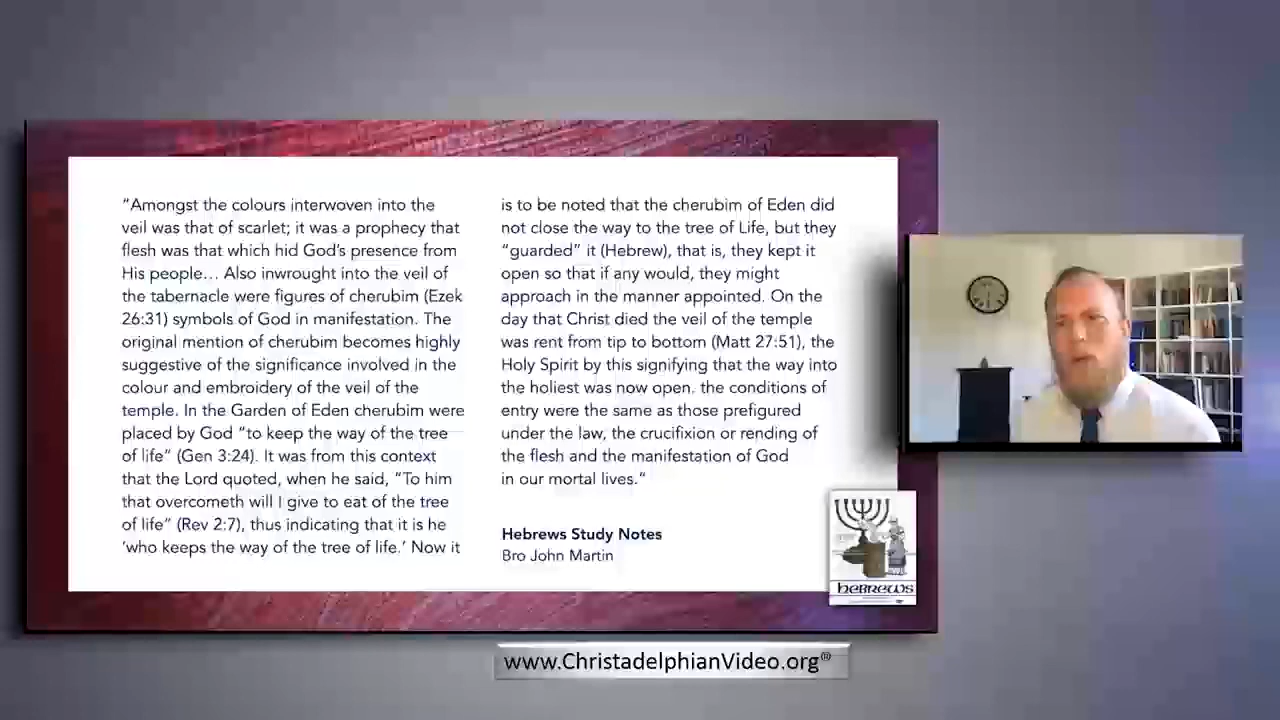 “Amongst the colours interwoven into the
veil was that of scarlet; it was a prophecy that
flesh was that which hid God’s presence from
His people… Also inwrought into the veil of
the tabernacle were figures of cherubim (Ezek
26:31) symbols of God in manifestation. The
original mention of cherubim becomes highly
suggestive of the significance involved in the
colour and embroidery of the veil of the
temple. In the Garden of Eden cherubim were
placed by God “to keep the way of the tree
of life” (Gen 3:24). It was from this context
that the Lord quoted, when he said, “To him
that overcometh will I give to eat of the tree
of life” (Rev 2:7), thus indicating that it is he
‘who keeps the way of the tree of life.’ Now it
is to be noted that the cherubim of Eden did
not close the way to the tree of Life, but they
“guarded” it (Hebrew), that is, they kept it
open so that if any would, they might
approach in the manner appointed. On the
day that Christ died the veil of the temple
was rent from tip to bottom (Matt 27:51), the
Holy Spirit by this signifying that the way into
the holiest was now open. the conditions of
entry were the same as those prefigured
under the law, the crucifixion or rending of
the flesh and the manifestation of God
in our mortal lives.“
Hebrews Study Notes
Bro John Martin
hebrews
www.ChristadelphianVideo.org®